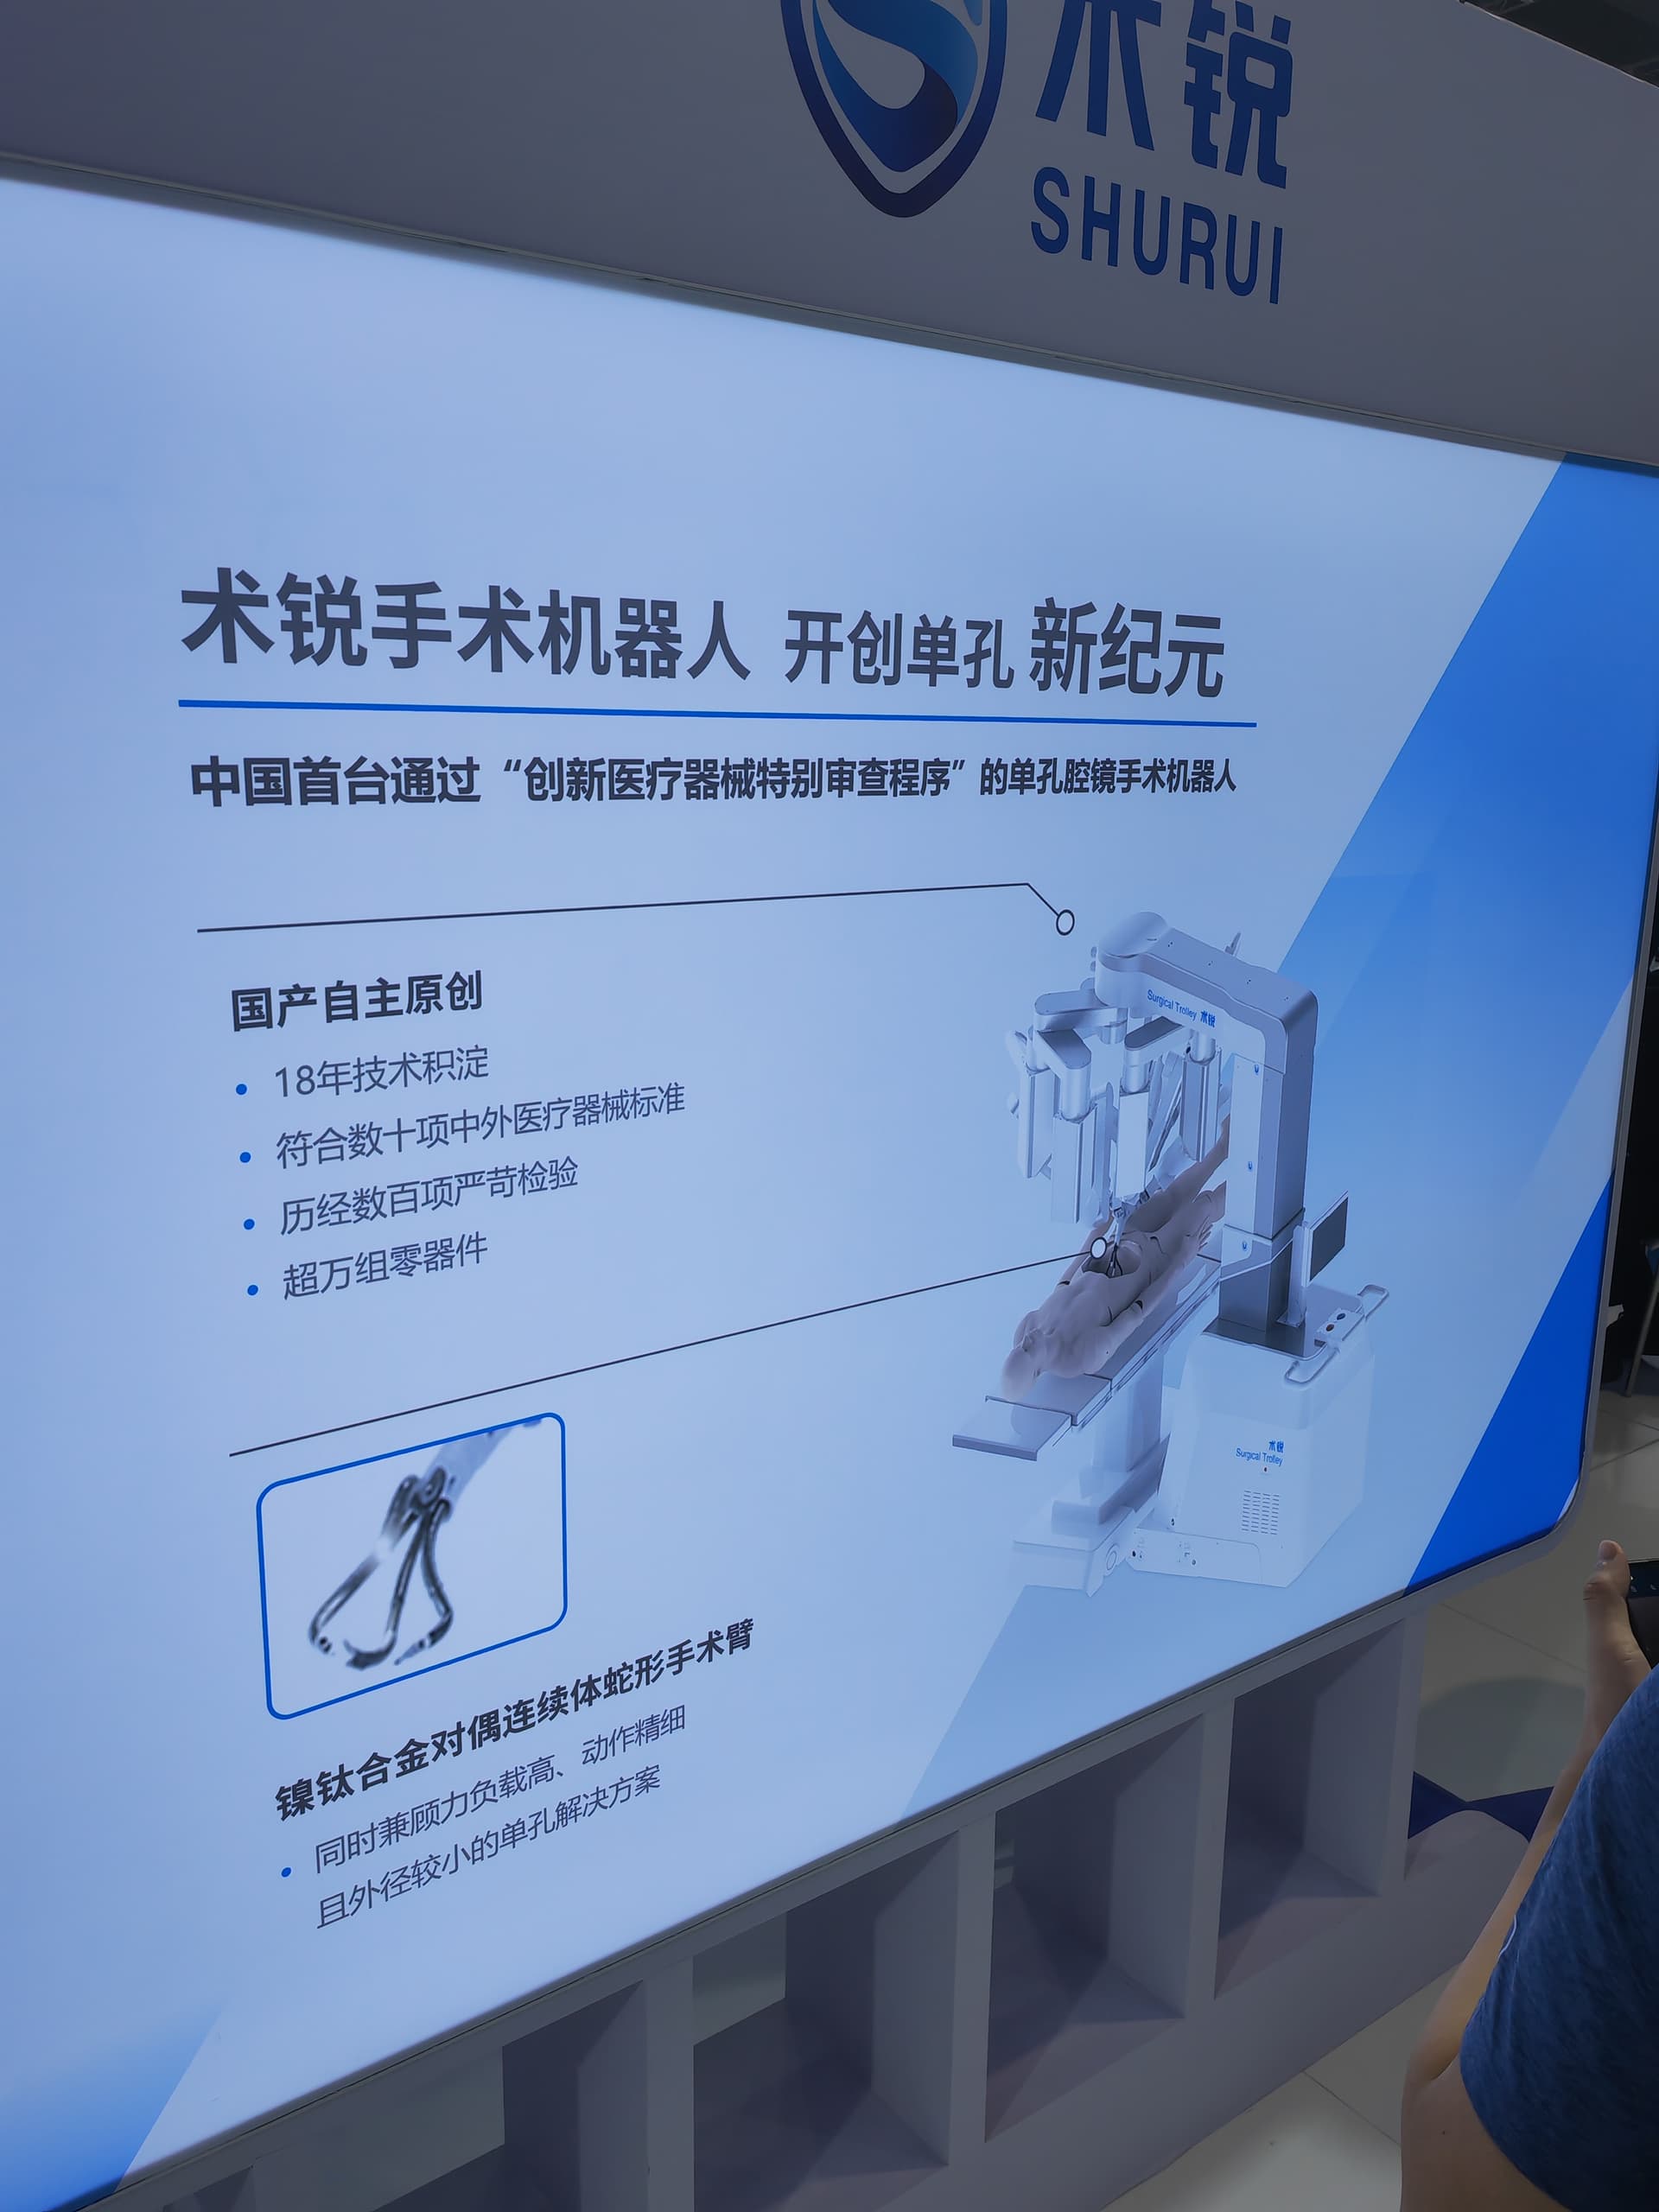 术锐
SHURUI
术锐手术机器人 开创单孔 新纪元
中国首台通过“创新医疗器械特别审查程序”的单孔腔镜手术机器人
国产自主原创
• 18年技术积淀
• 符合数十项中外医疗器械标准
• 历经数百项严苛检验
• 超万组零器件
Surgical Trolley 术锐
术锐
Surgical Trolley
镍钛合金对偶连续体蛇形手术臂
• 同时兼顾力负载高、动作精细
且外径较小的单孔解决方案